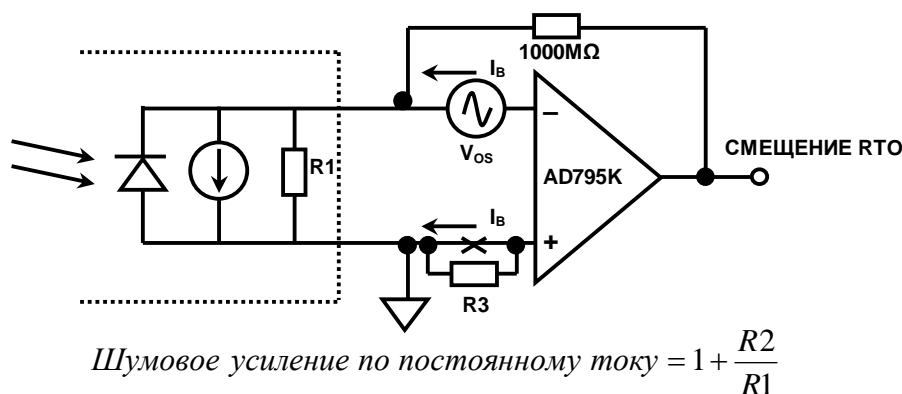 1000MΩ
I_B
V_OS
R1
–
AD795K
СМЕЩЕНИЕ RTO
I_B
+
R3
Шумовое усиление по постоянному току = 1 + R2/R1